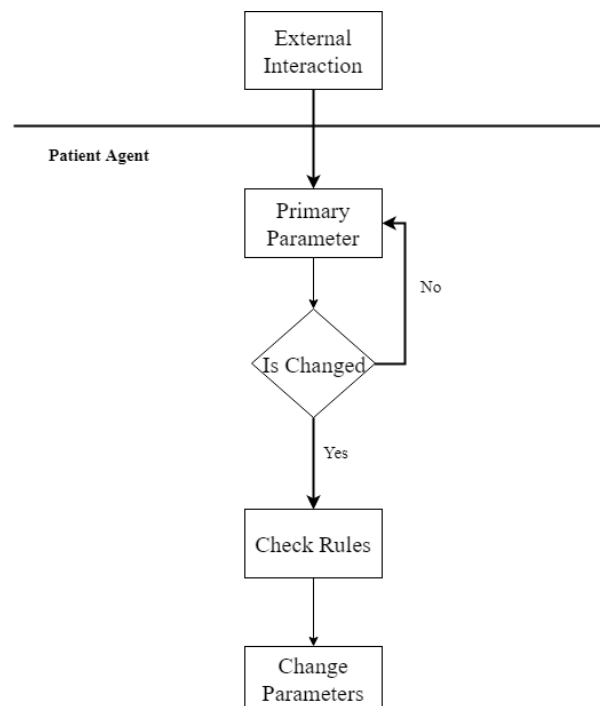 External
Interaction
Patient Agent
Primary
Parameter
No
Is Changed
Yes
Check Rules
Change
Parameters